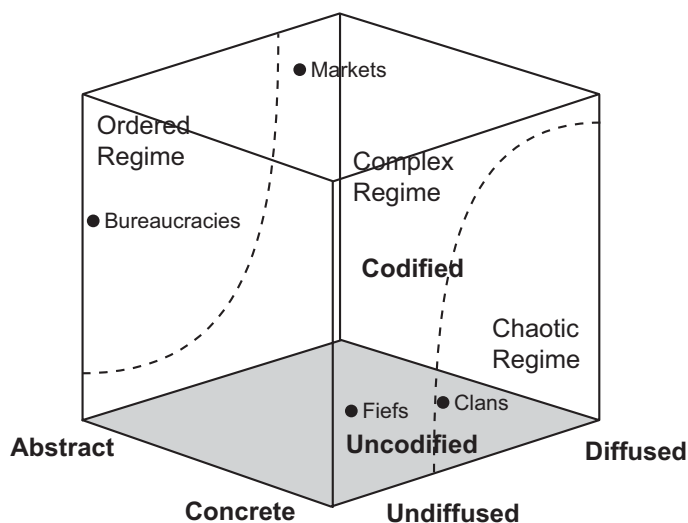 Markets
Ordered
Regime
Complex
Regime
Bureaucracies
Codified
Chaotic
Regime
Clans
Fiefs
Uncodified
Abstract
Diffused
Concrete
Undiffused